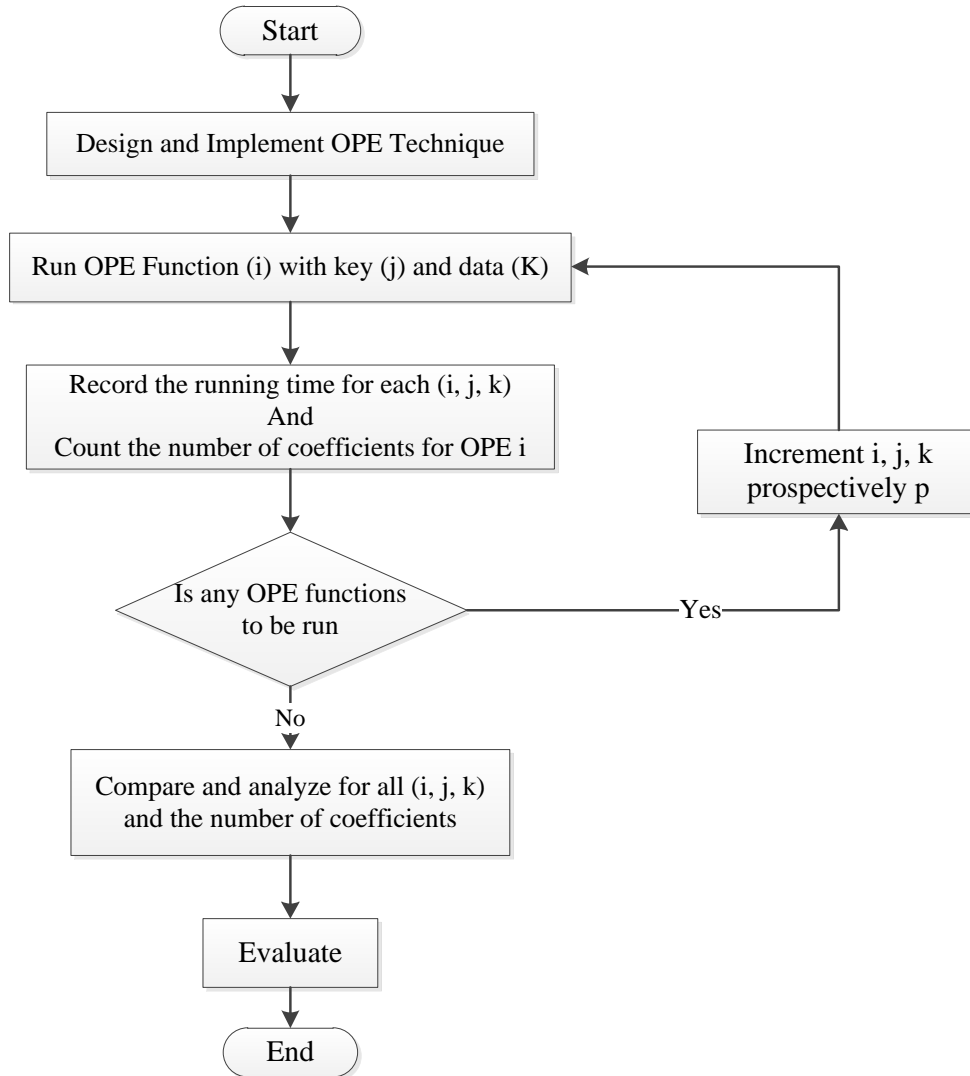 Start
Design and Implement OPE Technique
Run OPE Function (i) with key (j) and data (K)
Record the running time for each (i, j, k)
And
Count the number of coefficients for OPE i
Increment i, j, k
prospectively p
Is any OPE functions
to be run
Yes
No
Compare and analyze for all (i, j, k)
and the number of coefficients
Evaluate
End